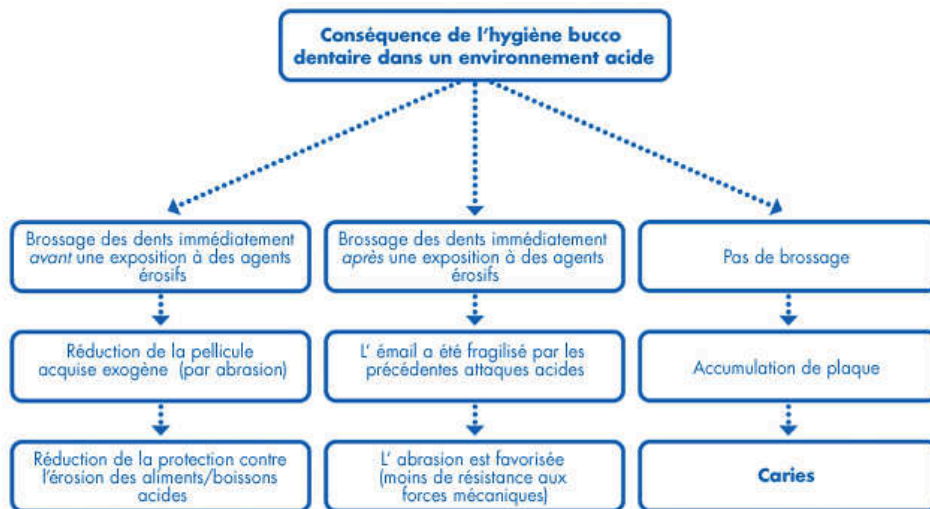 Conséquence de l'hygiène bucco
dentaire dans un environnement acide
Brossage des dents immédiatement
avant une exposition à des agents
érosifs
Brossage des dents immédiatement
après une exposition à des agents
érosifs
Pas de brossage
Réduction de la pellicule
acquise exogène (par abrasion)
L' émail a été fragilisé par les
précédentes attaques acides
Accumulation de plaque
Réduction de la protection contre
l'érosion des aliments/boissons
acides
L' abrasion est favorisée
(moins de résistance aux
forces mécaniques)
Caries